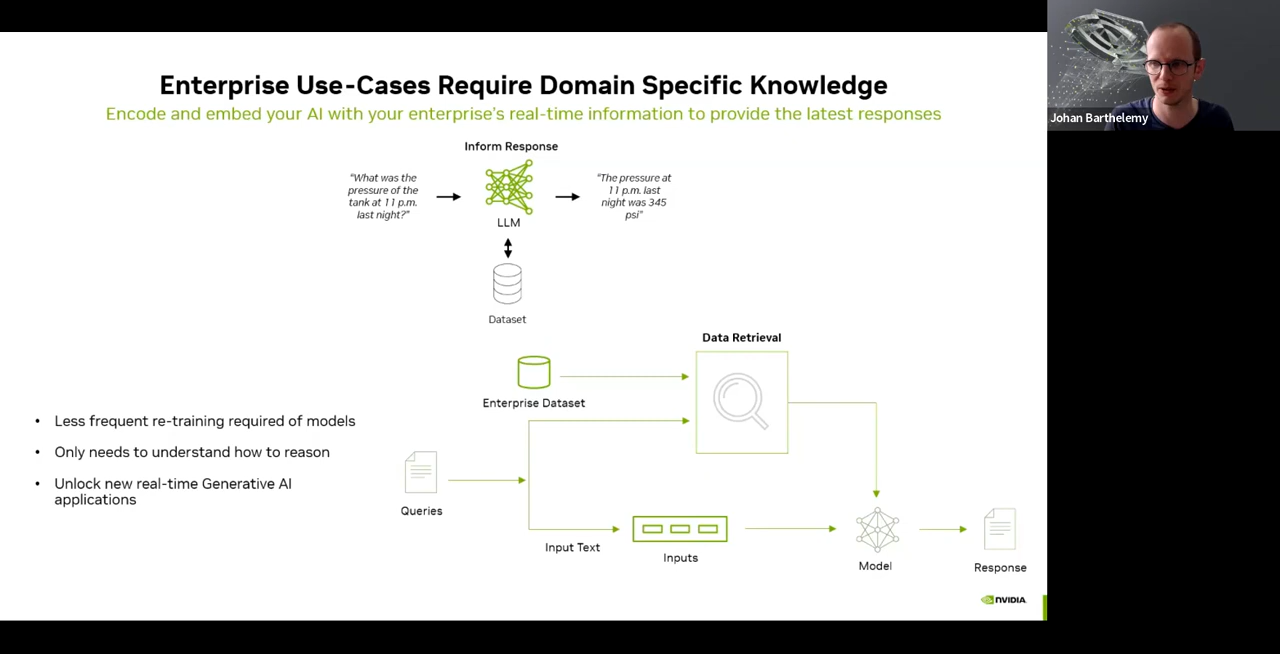 Enterprise Use-Cases Require Domain Specific Knowledge
Encode and embed your AI with your enterprise's real-time information to provide the latest responses
Johan Barthelemy
Inform Response
"What was the
pressure of the
tank at 11 p.m.
last night?"
LLM
"The pressure at
11 p.m. last
night was 345
psi"
Dataset
Data Retrieval
Enterprise Dataset
• Less frequent re-training required of models
• Only needs to understand how to reason
• Unlock new real-time Generative AI
applications
Queries
Input Text
Inputs
Model
Response
NVIDIA